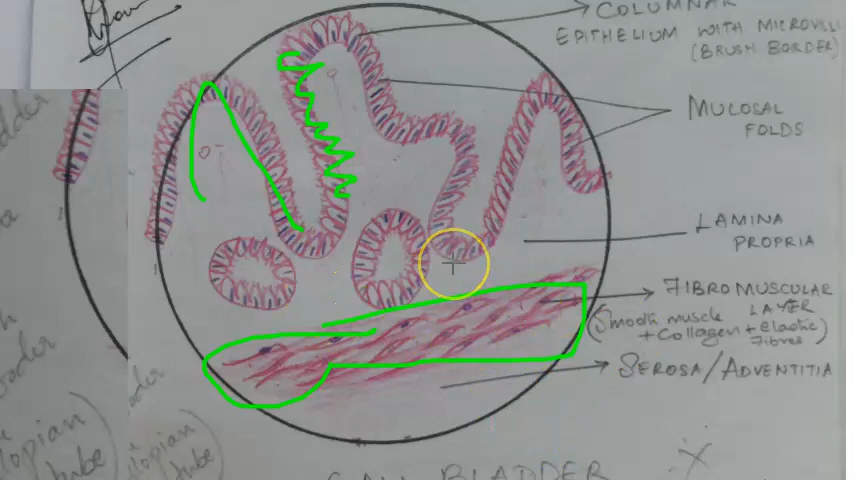 COLUMNAR
EPITHELIUM WITH MICROVILLI
(BRUSH BORDER)
MUCOSAL
FOLDS
LAMINA
PROPRIA
FIBROMUSCULAR
LAYER
(Smooth muscle
+ Collagen + elastic
Fibres)
SEROSA/ADVENTITIA
GALL BLADDER